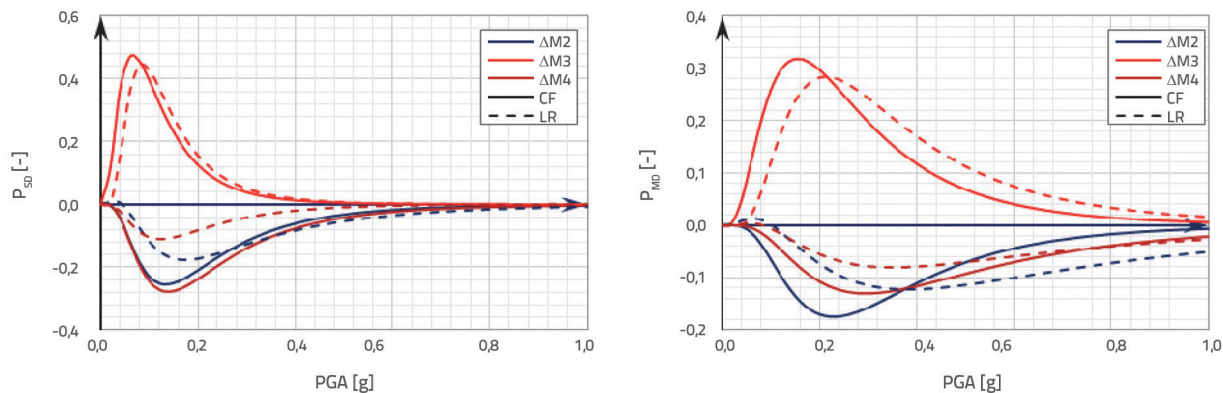 0,6
0,4
0,2
0,0
-0,2
-0,4
P_SD [-]
0,0 0,2 0,4 0,6 0,8 1,0
PGA [g]
ΔM2
ΔM3
ΔM4
CF
LR
0,4
0,3
0,2
0,1
0,0
-0,1
-0,2
P_MD [-]
0,0 0,2 0,4 0,6 0,8 1,0
PGA [g]
ΔM2
ΔM3
ΔM4
CF
LR